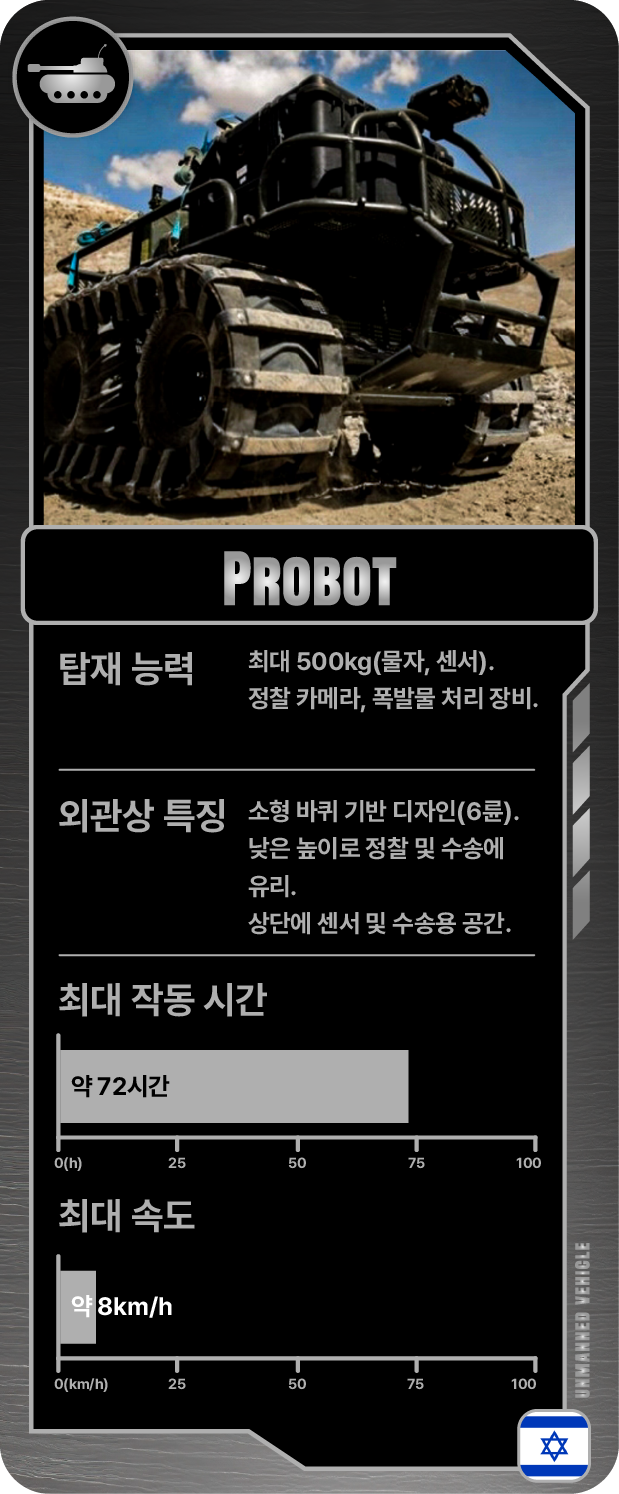 PROBOT
탑재 능력
최대 500kg(물자, 센서).
정찰 카메라, 폭발물 처리 장비.
외관상 특징
소형 바퀴 기반 디자인(6륜).
낮은 높이로 정찰 및 수송에
유리.
상단에 센서 및 수송용 공간.
최대 작동 시간
약 72시간
0(h) 25 50 75 100
최대 속도
약 8km/h
0(km/h) 25 50 75 100
UNMANNED VEHICLE